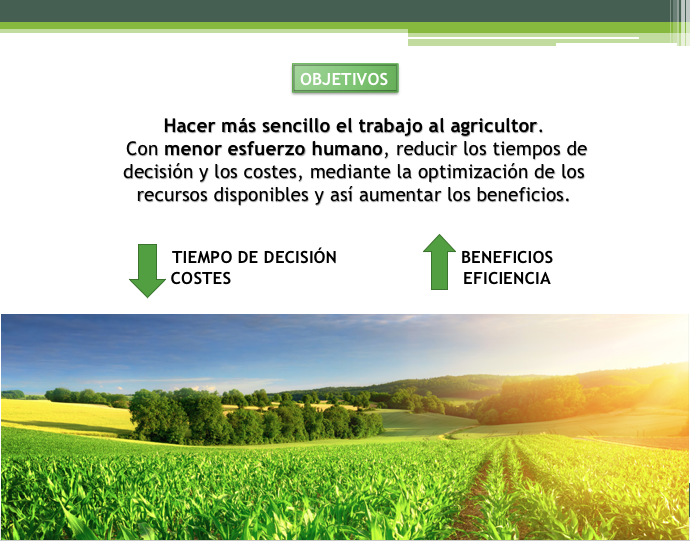 OBJETIVOS
Hacer más sencillo el trabajo al agricultor.
Con menor esfuerzo humano, reducir los tiempos de
decisión y los costes, mediante la optimización de los
recursos disponibles y así aumentar los beneficios.
TIEMPO DE DECISIÓN
COSTES
BENEFICIOS
EFICIENCIA